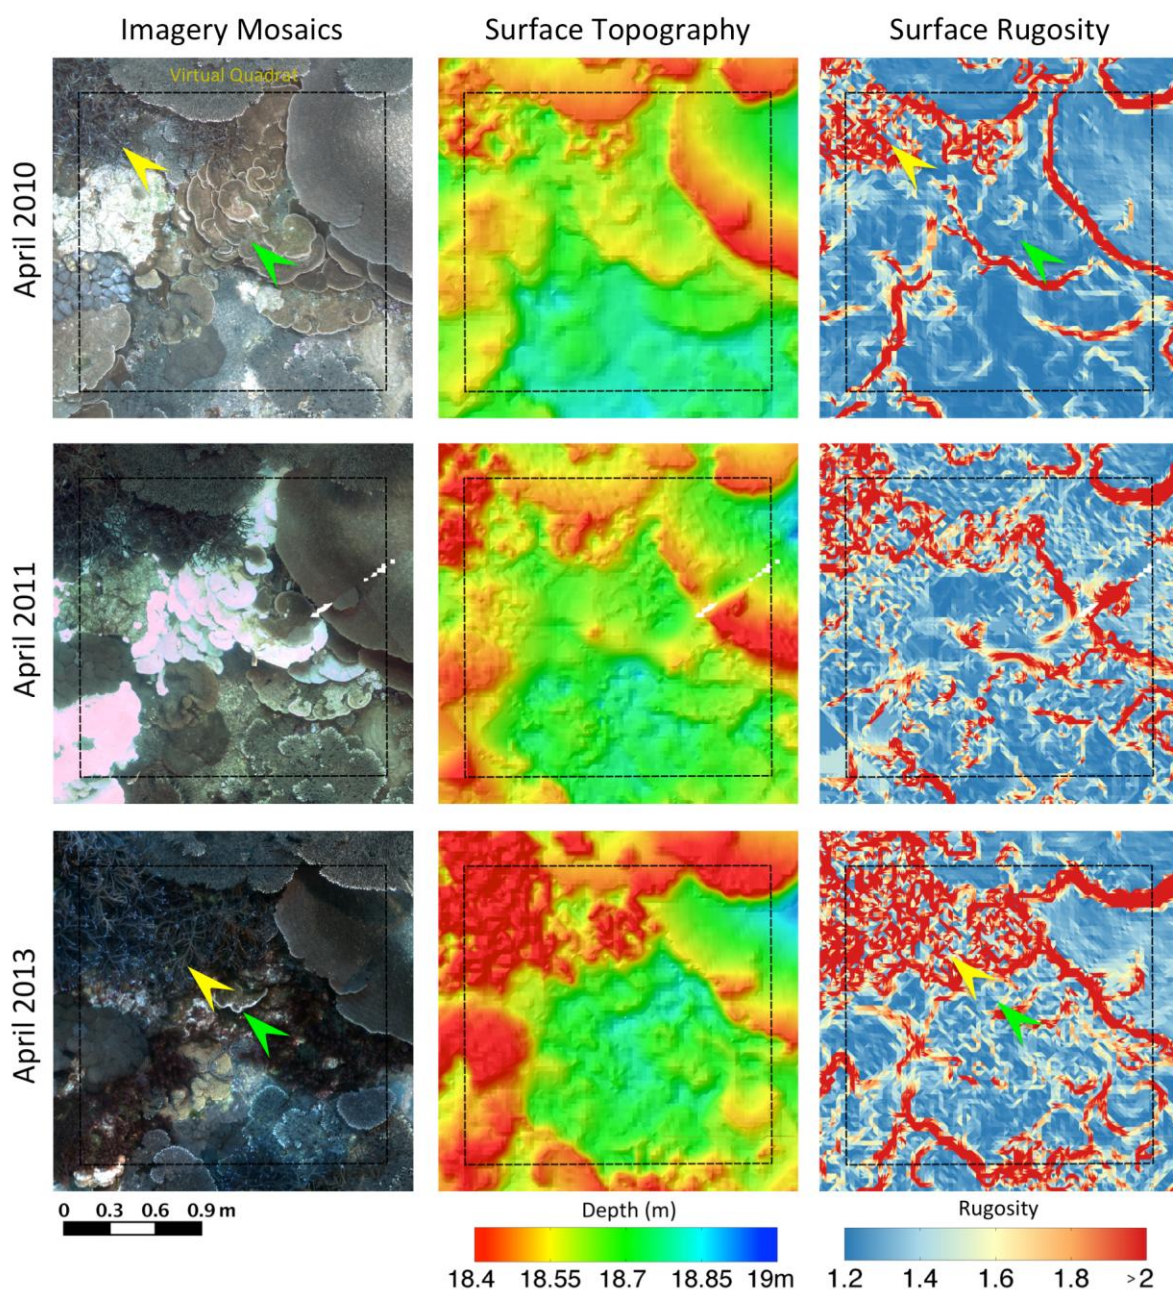 Imagery Mosaics
Surface Topography
Surface Rugosity
Virtual Quadrat
April 2010
April 2011
April 2013
0 0.3 0.6 0.9 m
Depth (m)
18.4 18.55 18.7 18.85 19m
Rugosity
1.2 1.4 1.6 1.8 >2